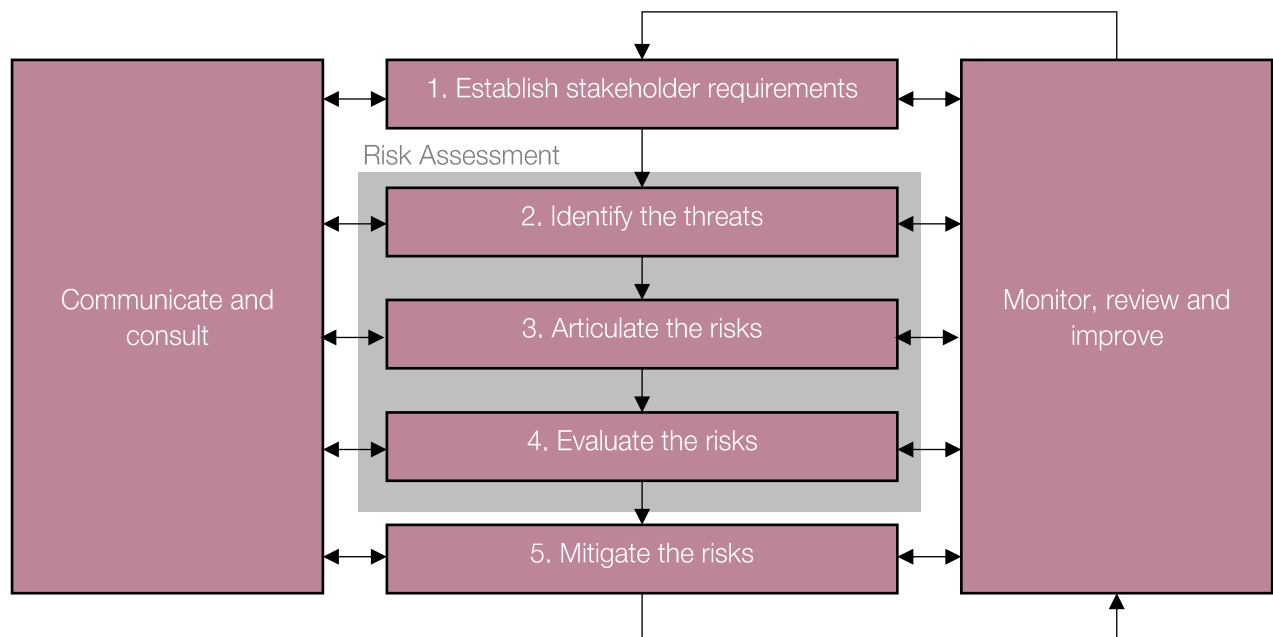 1. Establish stakeholder requirements
Risk Assessment
2. Identify the threats
Communicate and
consult
3. Articulate the risks
Monitor, review and
improve
4. Evaluate the risks
5. Mitigate the risks